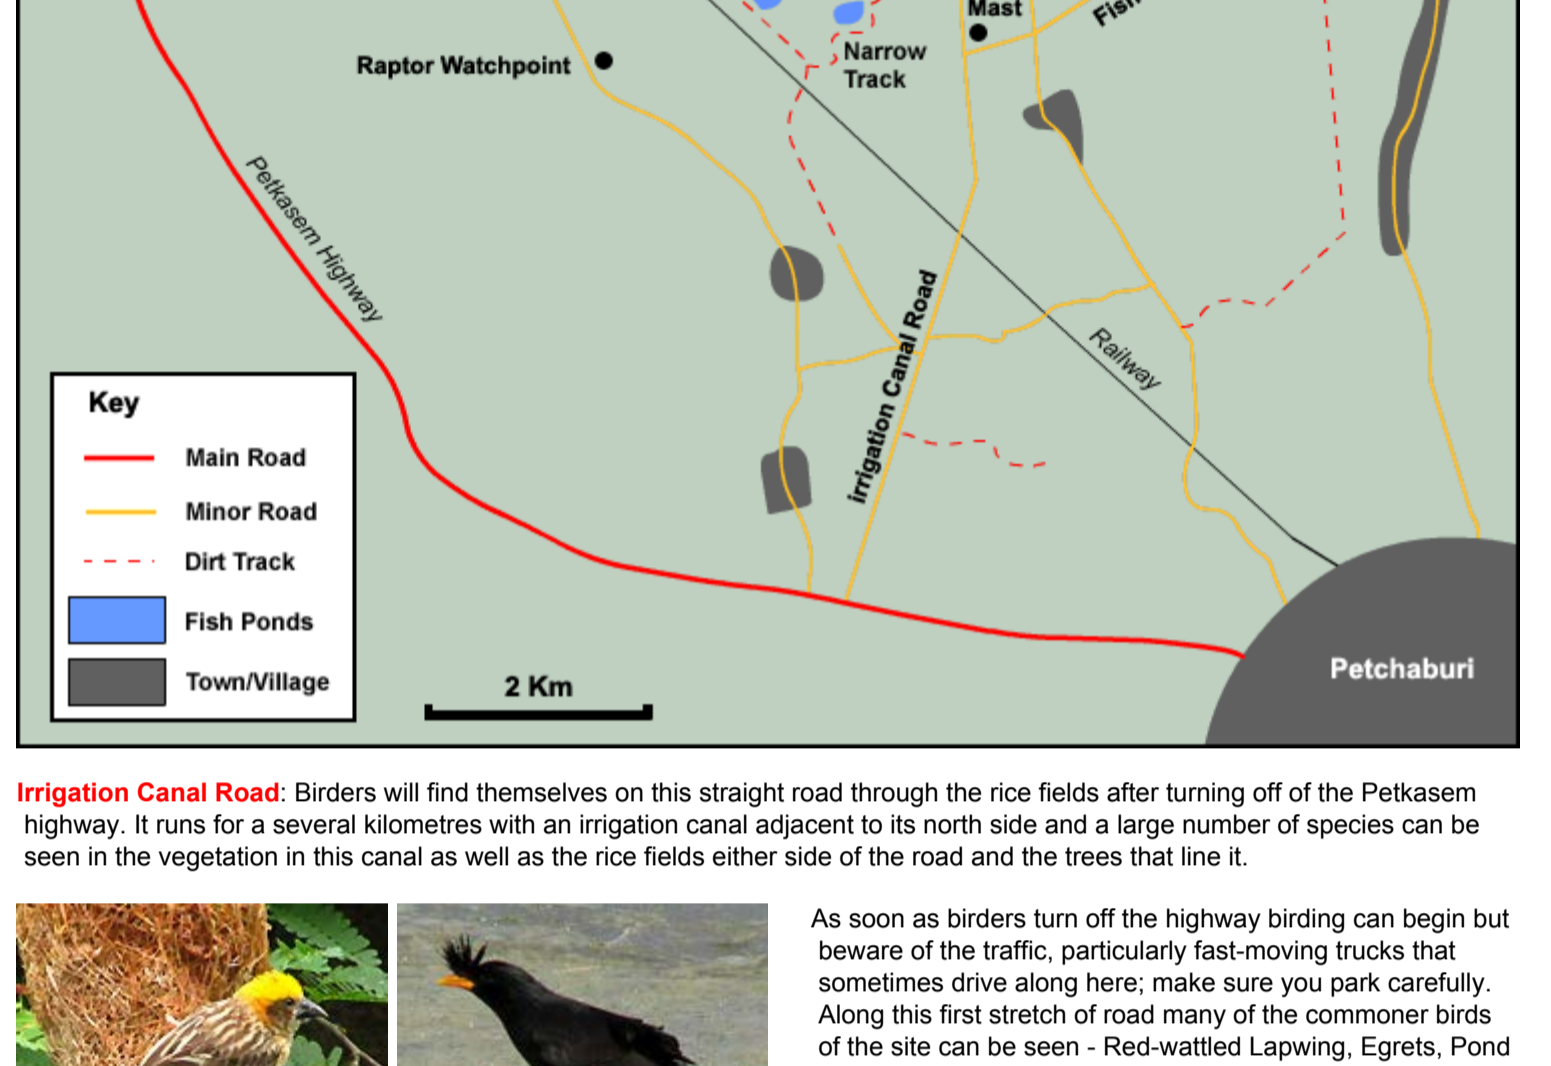 Mast
Fish
Narrow
Track
Raptor Watchpoint
Petkasem Highway
irrigation Canal Road
Railway
Key
Main Road
Minor Road
Dirt Track
Fish Ponds
Town/Village
2 Km
Petchaburi
Irrigation Canal Road: Birders will find themselves on this straight road through the rice fields after turning off of the Petkasem
highway. It runs for a several kilometres with an irrigation canal adjacent to its north side and a large number of species can be
seen in the vegetation in this canal as well as the rice fields either side of the road and the trees that line it.
As soon as birders turn off the highway birding can begin but
beware of the traffic, particularly fast-moving trucks that
sometimes drive along here; make sure you park carefully.
Along this first stretch of road many of the commoner birds
of the site can be seen - Red-wattled Lapwing, Egrets, Pond